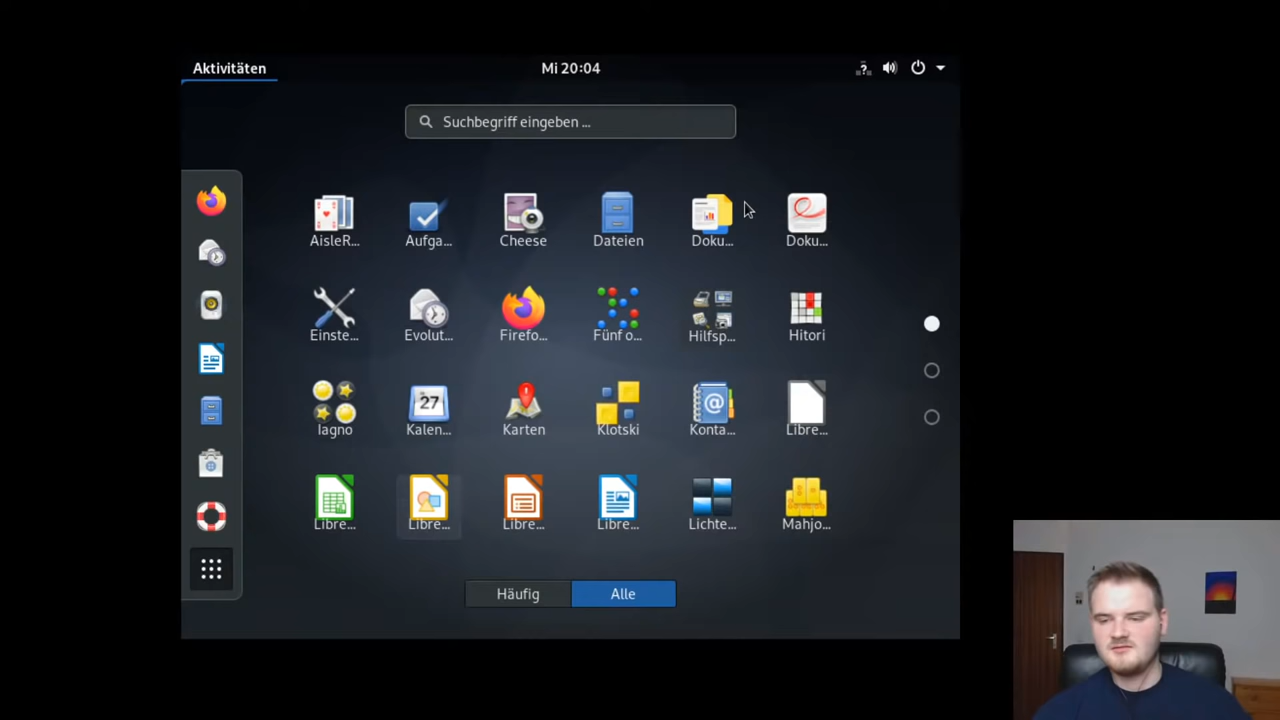 Aktivitäten
Mi 20:04
?
Suchbegriff eingeben ...
AisleR...
Aufga...
Cheese
Dateien
Doku...
Doku...
Einste...
Evolut...
Firefo...
Fünf o...
Hilfsp...
Hitori
Iagno
27
Kalen...
Karten
Klotski
@
Konta...
Libre...
Libre...
Libre...
Libre...
Libre...
Lichte...
Mahjo...
Häufig
Alle